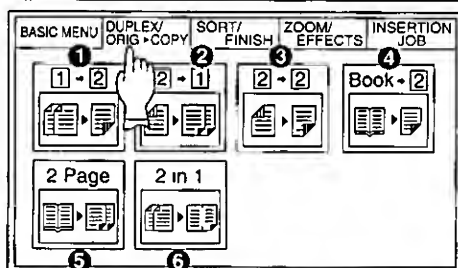 BASIC MENU DUPLEX/ SORT/ ZOOM/ INSERTION
ORIG ▸ COPY FINISH EFFECTS JOB
1 2 3 4
1 → 2 2 → 1 2 → 2 Book → 2
2 Page 2 in 1
5 6